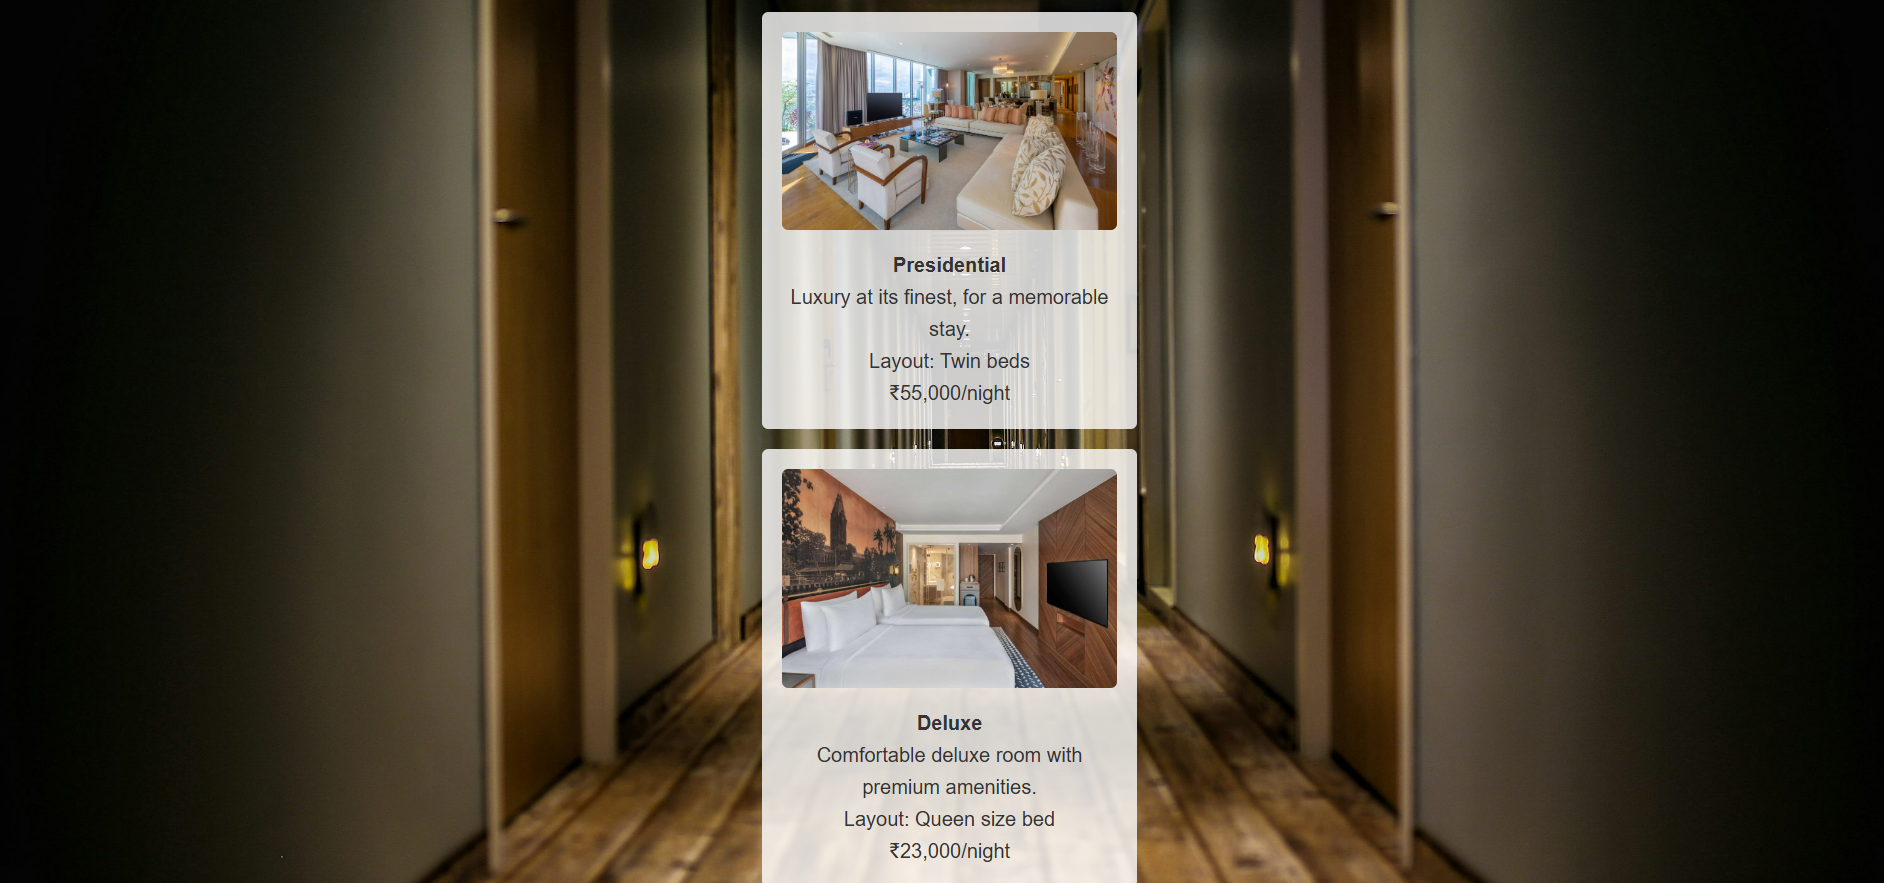 Presidential
Luxury at its finest, for a memorable
stay.
Layout: Twin beds
₹55,000/night
Deluxe
Comfortable deluxe room with
premium amenities.
Layout: Queen size bed
₹23,000/night